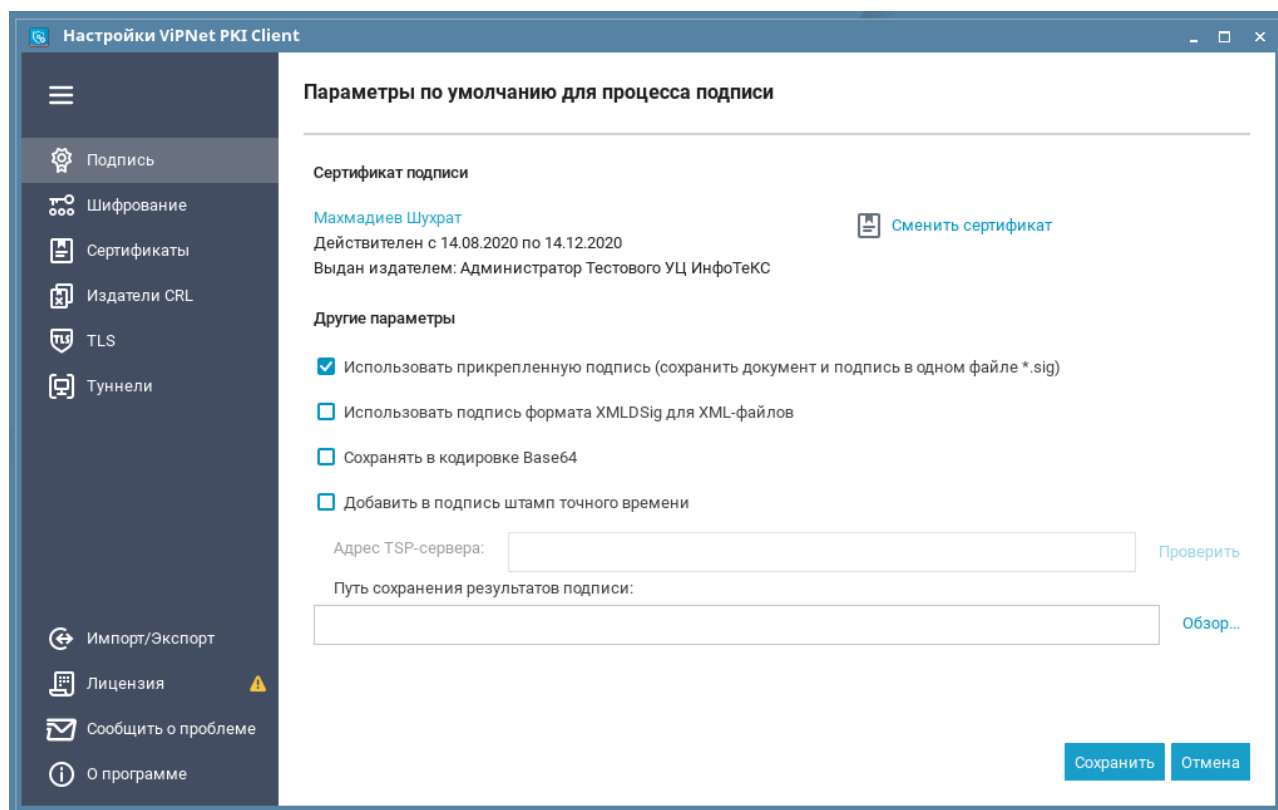 Настройки ViPNet PKI Client
Параметры по умолчанию для процесса подписи
Подпись
Шифрование
Сертификаты
Издатели CRL
TLS
Туннели
Импорт/Экспорт
Лицензия
Сообщить о проблеме
О программе
Сертификат подписи
Махмадиев Шухрат
Сменить сертификат
Действителен с 14.08.2020 по 14.12.2020
Выдан издателем: Администратор Тестового УЦ ИнфоТеКС
Другие параметры
Использовать прикрепленную подпись (сохранить документ и подпись в одном файле *.sig)
Использовать подпись формата XMLDSig для XML-файлов
Сохранять в кодировке Base64
Добавить в подпись штамп точного времени
Адрес TSP-сервера:
Проверить
Путь сохранения результатов подписи:
Обзор...
Сохранить
Отмена